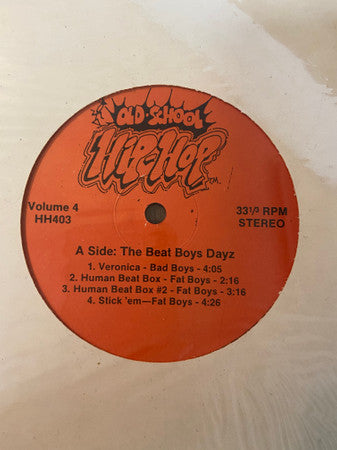 OLD-SCHOOL
HIP-HOP
TM
Volume 4
HH403
33 1/3 RPM
STEREO
A Side: The Beat Boys Dayz
1. Veronica - Bad Boys - 4:05
2. Human Beat Box - Fat Boys - 2:16
3. Human Beat Box #2 - Fat Boys - 3:16
4. Stick 'em—Fat Boys - 4:26